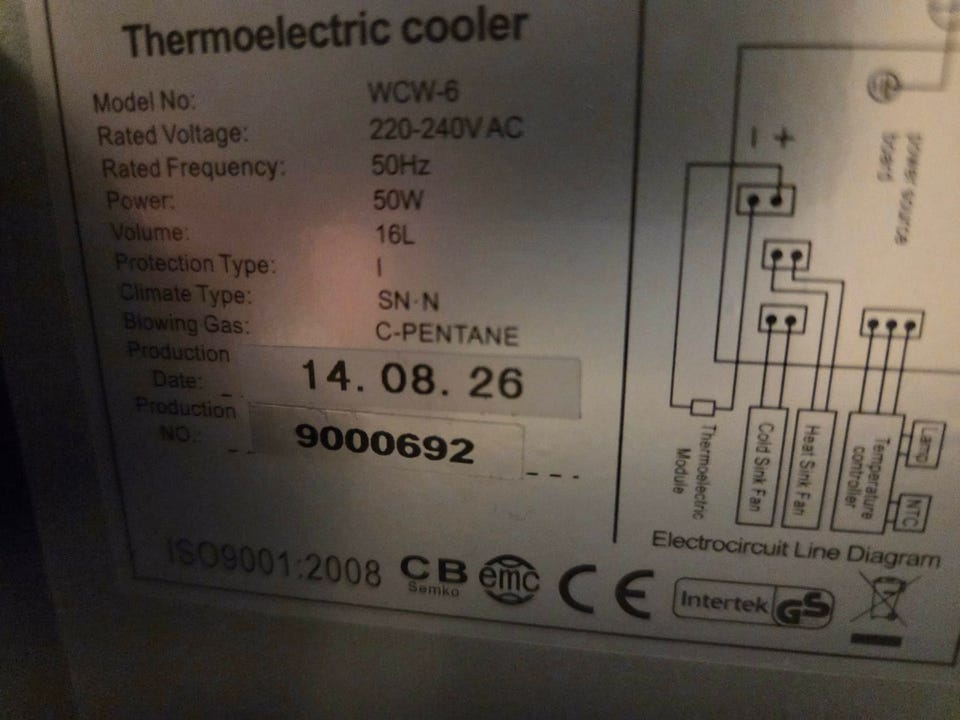 Thermoelectric cooler
Model No: WCW-6
Rated Voltage: 220-240V AC
Rated Frequency: 50Hz
Power: 50W
Volume: 16L
Protection Type: I
Climate Type: SN·N
Blowing Gas: C-PENTANE
Production
Date: 14. 08. 26
Production
NO.: 9000692
ISO9001:2008 CB
Semko
emc
CE
Intertek GS
power source
board
+
−
Thermoelectric
Module
Cold Sink Fan
Heat Sink Fan
Temperature
controller
Lamp
NTC
Electrocircuit Line Diagram